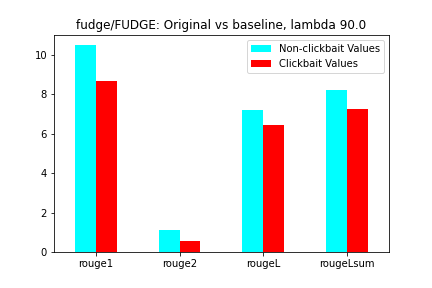 fudge/FUDGE: Original vs baseline, lambda 90.0
Non-clickbait Values
Clickbait Values
10
8
6
4
2
0
rouge1 rouge2 rougeL rougeLsum